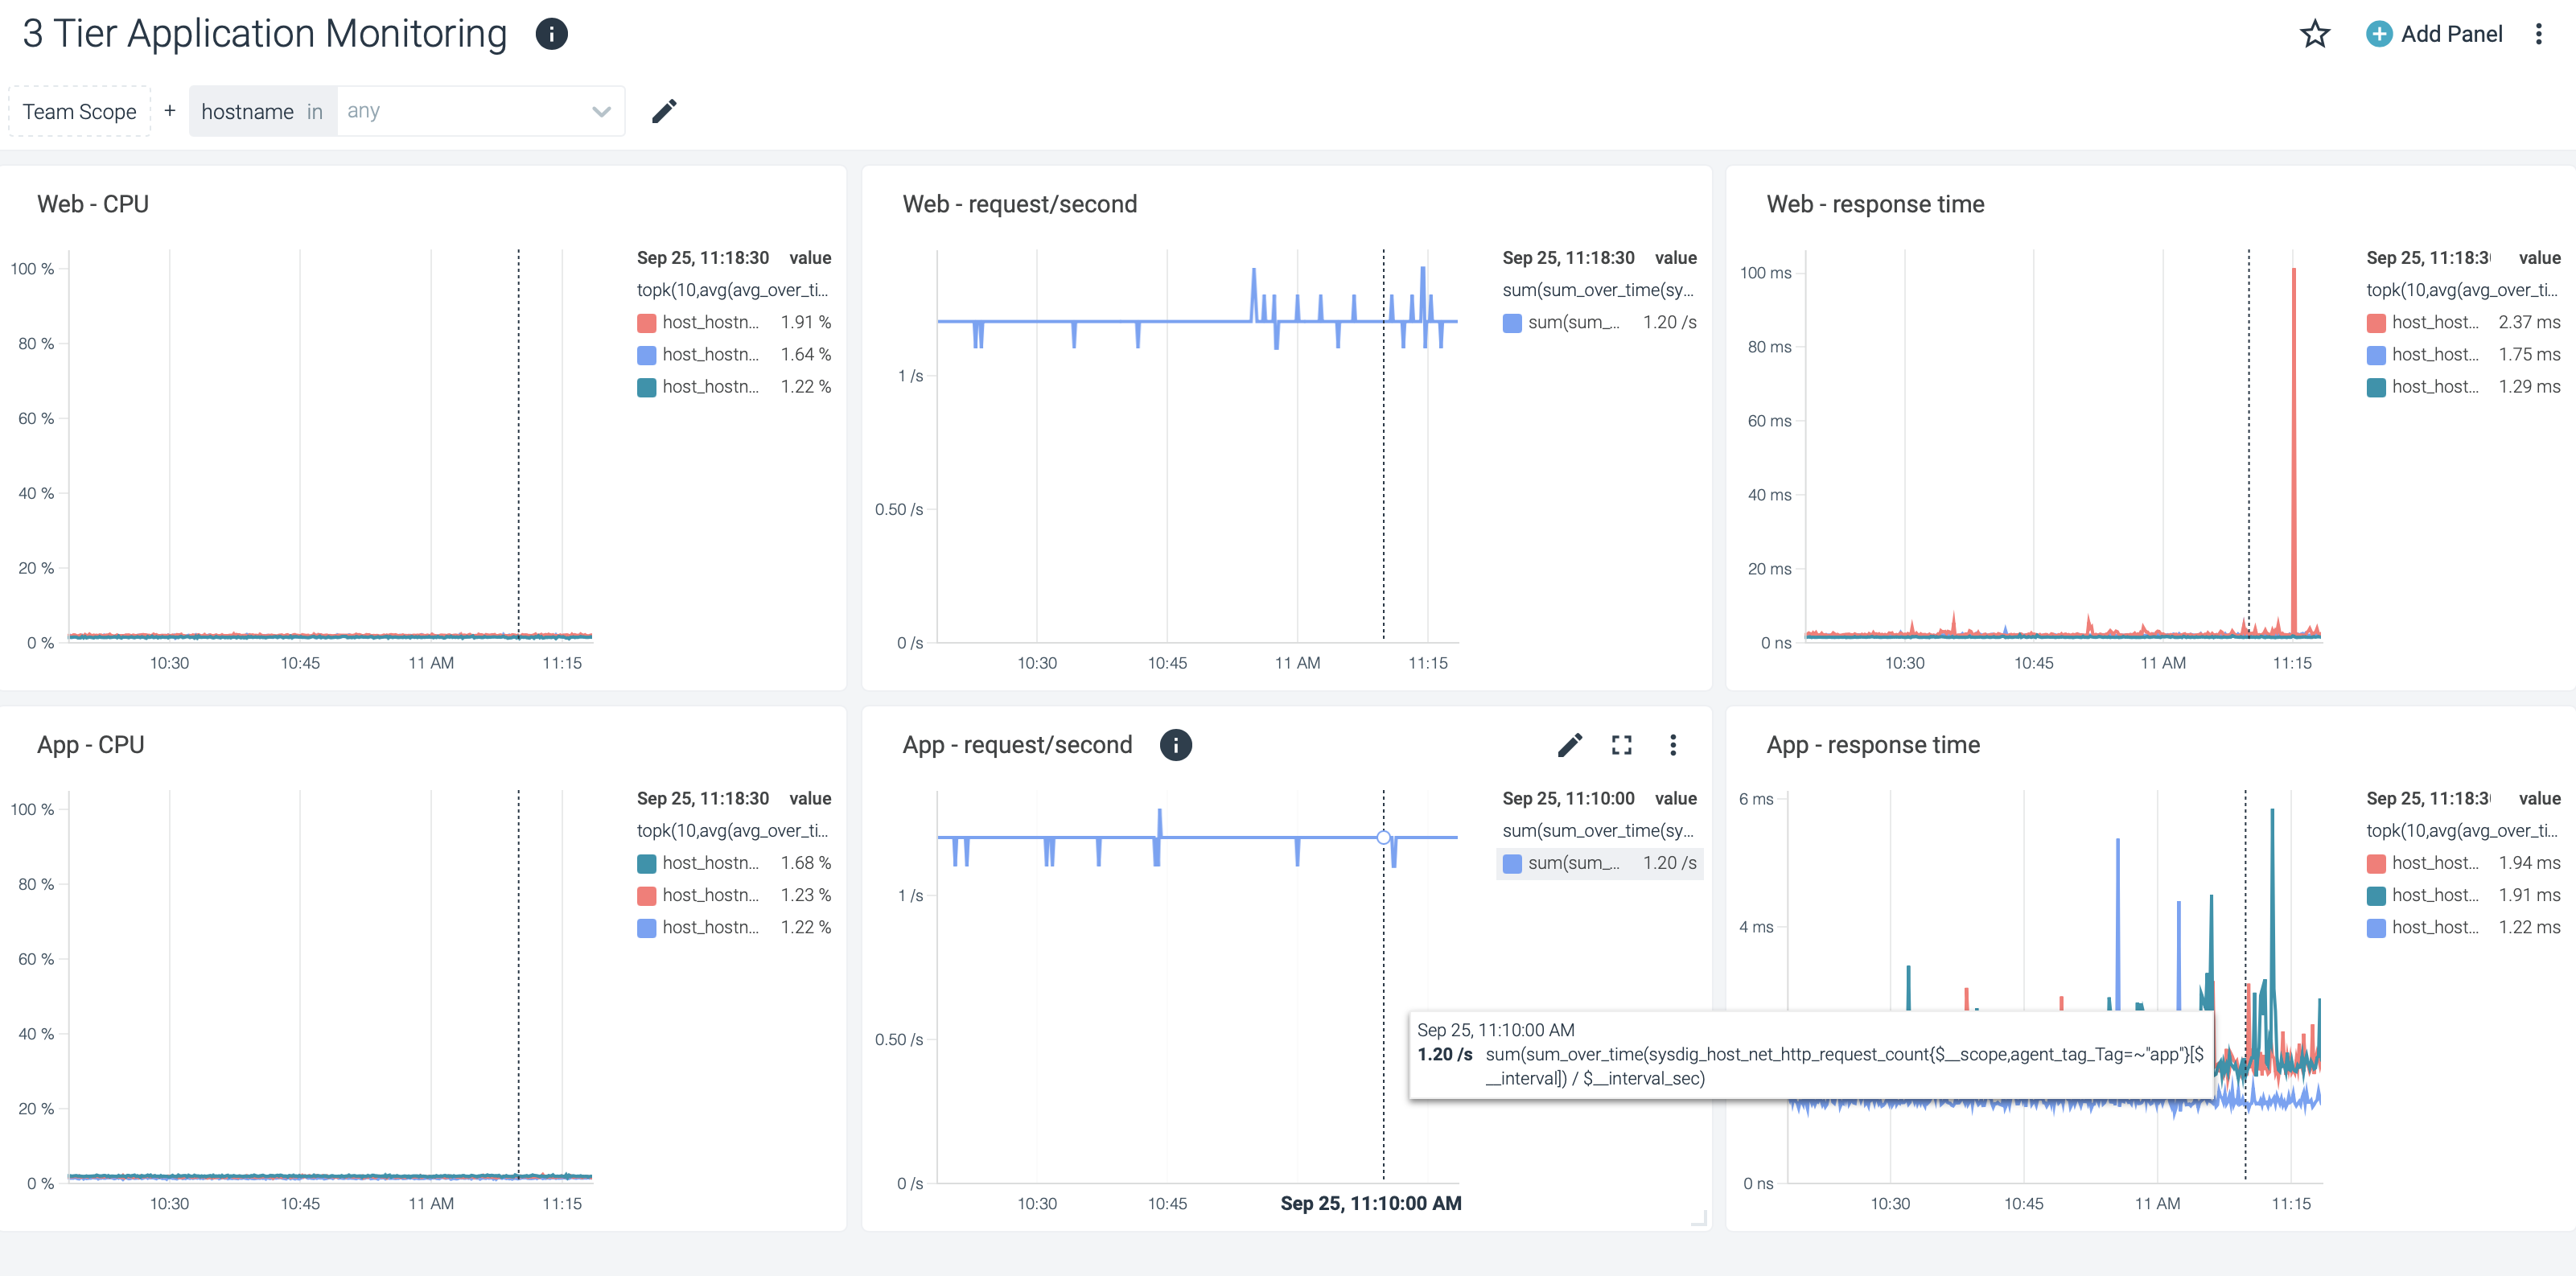 3 Tier Application Monitoring
Add Panel
Team Scope + hostname in any
Web - CPU
100 %
80 %
60 %
40 %
20 %
0 %
10:30 10:45 11 AM 11:15
Sep 25, 11:18:30 value
topk(10,avg(avg_over_ti...
host_hostn... 1.91 %
host_hostn... 1.64 %
host_hostn... 1.22 %
Web - request/second
1 /s
0.50 /s
0 /s
10:30 10:45 11 AM 11:15
Sep 25, 11:18:30 value
sum(sum_over_time(sy...
sum(sum_... 1.20 /s
Web - response time
100 ms
80 ms
60 ms
40 ms
20 ms
0 ns
10:30 10:45 11 AM 11:15
Sep 25, 11:18:3 value
topk(10,avg(avg_over_ti...
host_host... 2.37 ms
host_host... 1.75 ms
host_host... 1.29 ms
App - CPU
100 %
80 %
60 %
40 %
20 %
0 %
10:30 10:45 11 AM 11:15
Sep 25, 11:18:30 value
topk(10,avg(avg_over_ti...
host_hostn... 1.68 %
host_hostn... 1.23 %
host_hostn... 1.22 %
App - request/second
1 /s
0.50 /s
0 /s
10:30 10:45 Sep 25, 11:10:00 AM
Sep 25, 11:10:00 value
sum(sum_over_time(sy...
sum(sum_... 1.20 /s
Sep 25, 11:10:00 AM
1.20 /s sum(sum_over_time(sysdig_host_net_http_request_count{$__scope,agent_tag_Tag=~"app"}[$
__interval]) / $__interval_sec)
App - response time
6 ms
4 ms
0 ns
10:30 10:45 11 AM 11:15
Sep 25, 11:18:3 value
topk(10,avg(avg_over_ti...
host_host... 1.94 ms
host_host... 1.91 ms
host_host... 1.22 ms